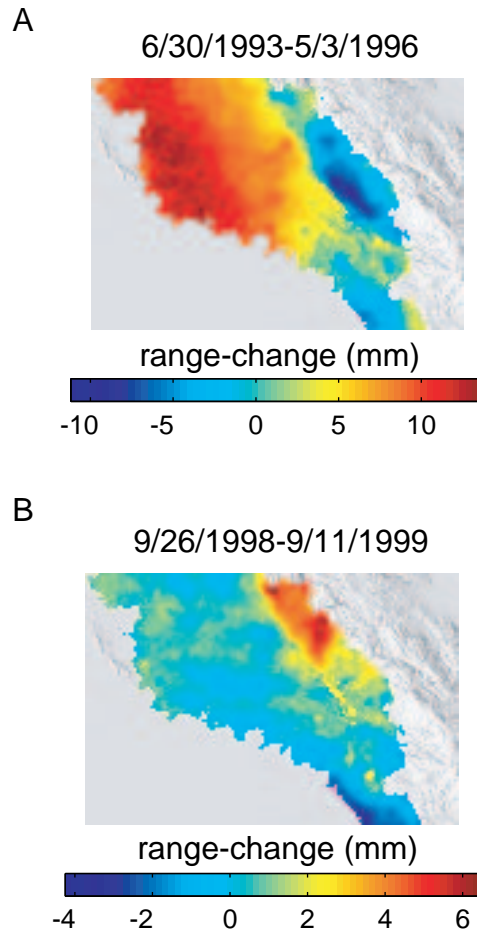 A
6/30/1993-5/3/1996
range-change (mm)
-10 -5 0 5 10
B
9/26/1998-9/11/1999
range-change (mm)
-4 -2 0 2 4 6